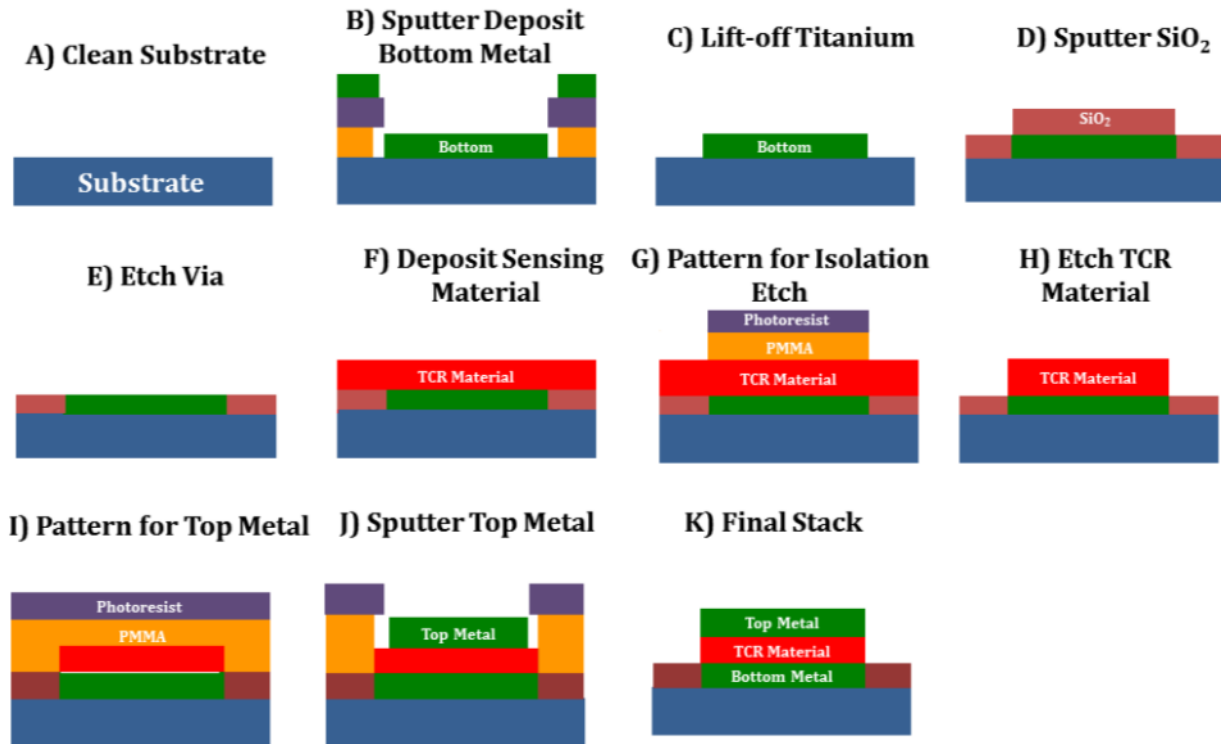 A) Clean Substrate
Substrate
B) Sputter Deposit
Bottom Metal
Bottom
C) Lift-off Titanium
Bottom
D) Sputter SiO₂
SiO₂
E) Etch Via
F) Deposit Sensing
Material
TCR Material
G) Pattern for Isolation
Etch
Photoresist
PMMA
TCR Material
H) Etch TCR
Material
TCR Material
I) Pattern for Top Metal
Photoresist
PMMA
J) Sputter Top Metal
Top Metal
K) Final Stack
Top Metal
TCR Material
Bottom Metal